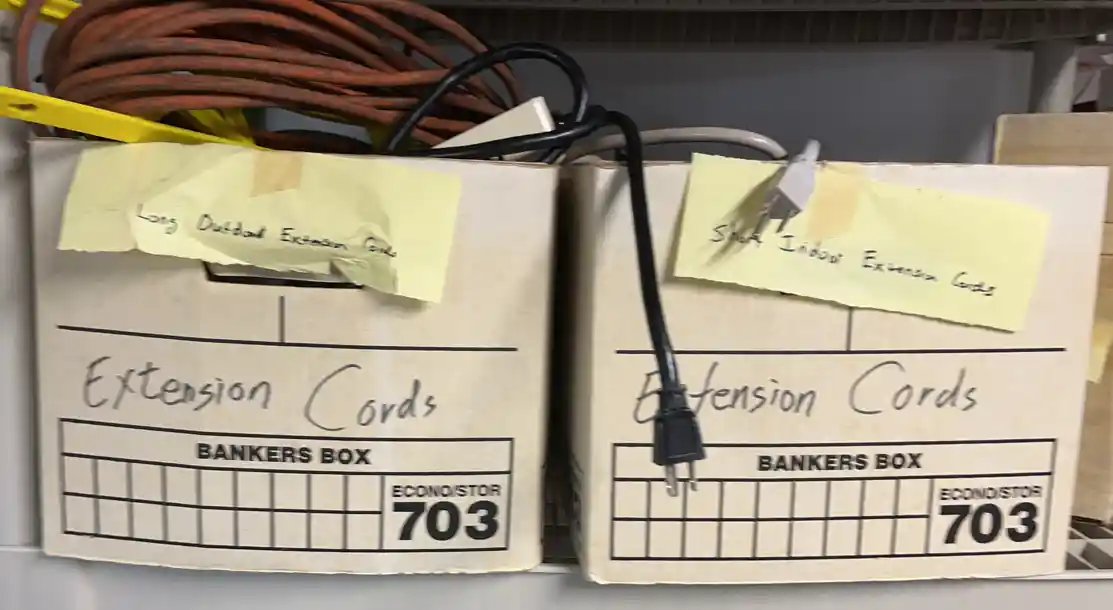 Long Outdoor Extension Cords
Extension Cords
BANKERS BOX
ECONO/STOR
703
Short Indoor Extension Cords
Extension Cords
BANKERS BOX
ECONO/STOR
703